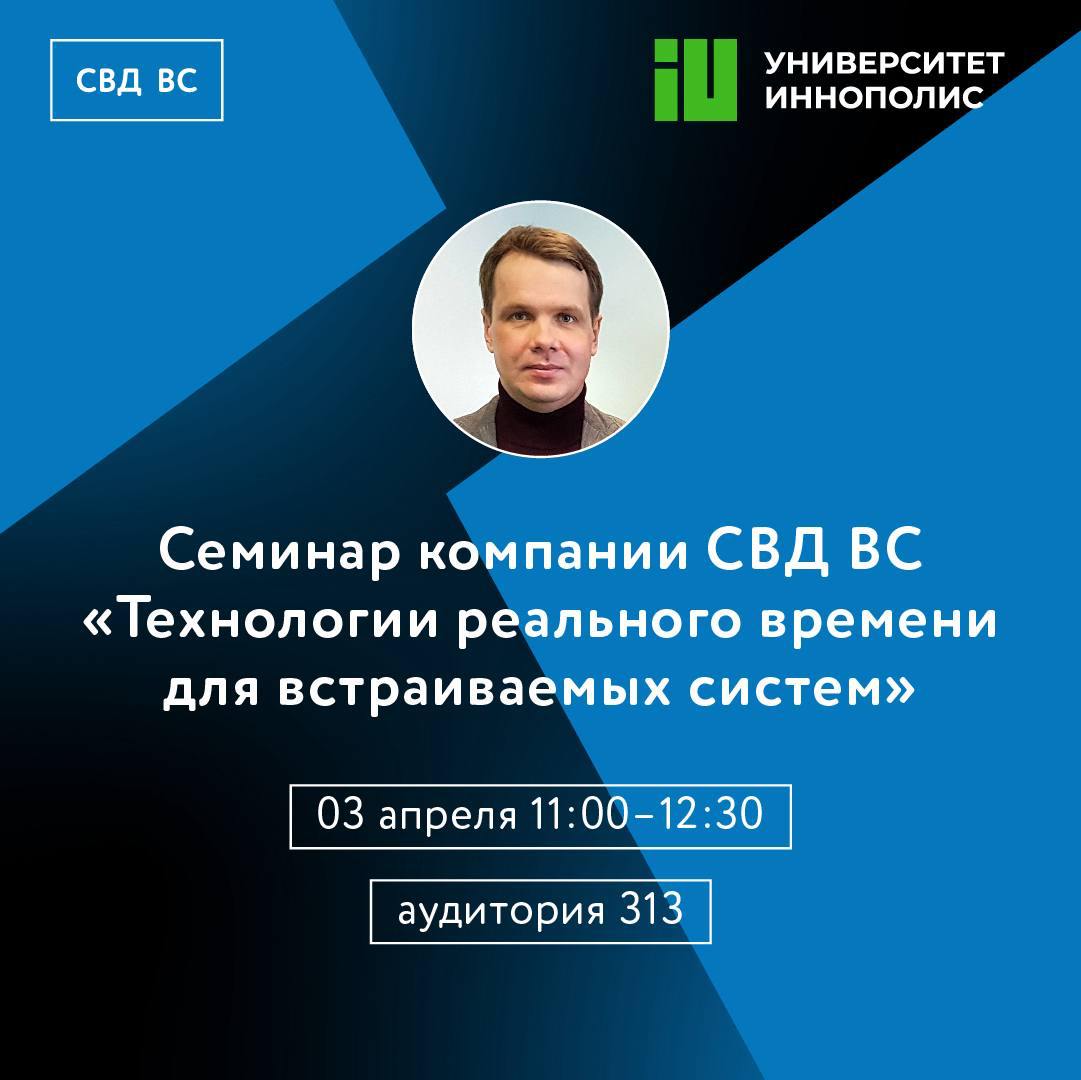 СВД ВС
УНИВЕРСИТЕТ
ИННОПОЛИС
Семинар компании СВД ВС
«Технологии реального времени
для встраиваемых систем»
03 апреля 11:00–12:30
аудитория 313